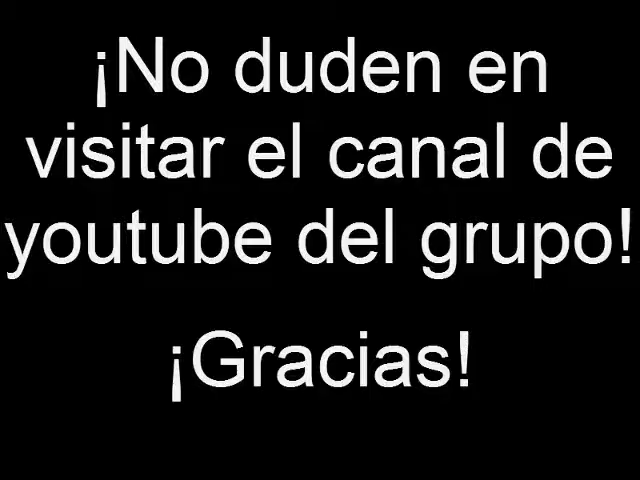 ¡No duden en
visitar el canal de
youtube del grupo!
¡Gracias!